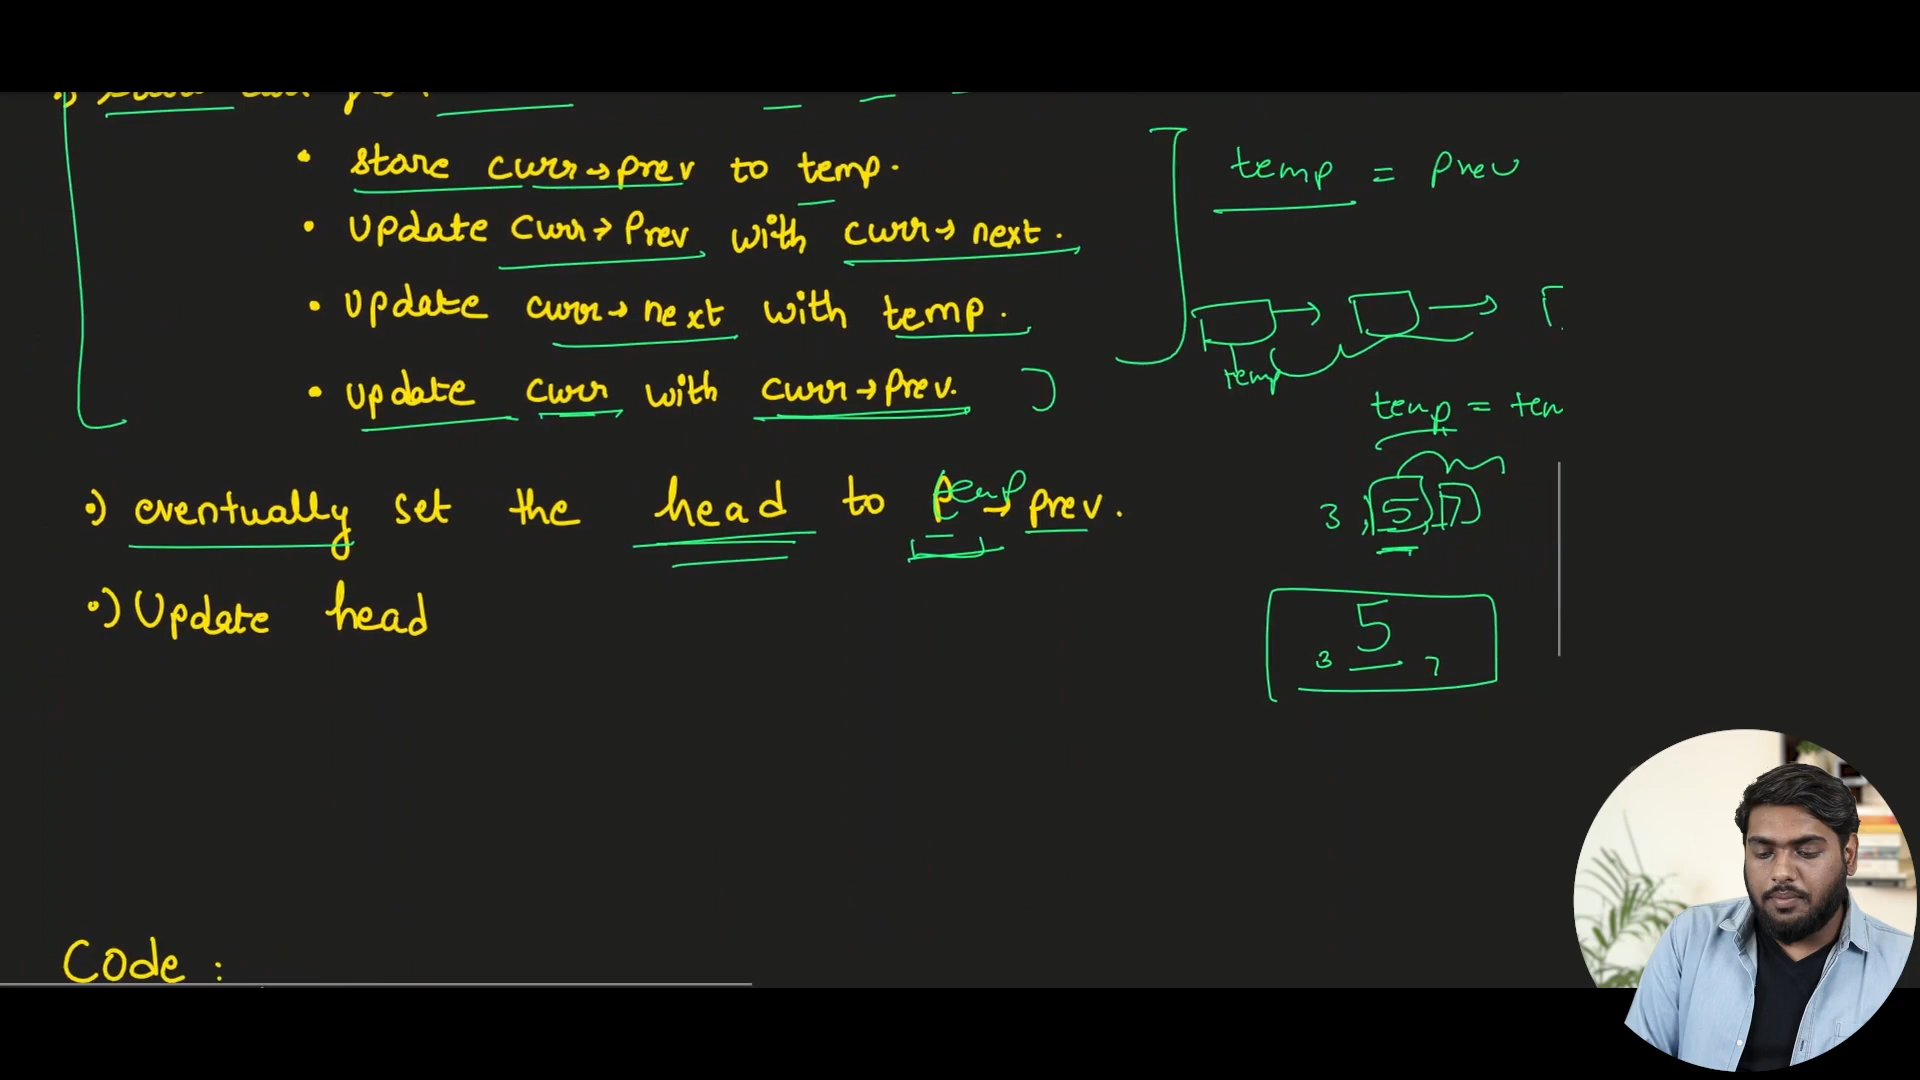 • store curr→prev to temp.
• update curr→Prev with curr→next.
• update curr→next with temp.
• update curr with curr→Prev.
•) eventually set the head to temp→prev.
•) Update head
Code :
temp = prev
temp
temp = tem
3, 5, 7
5
3 7